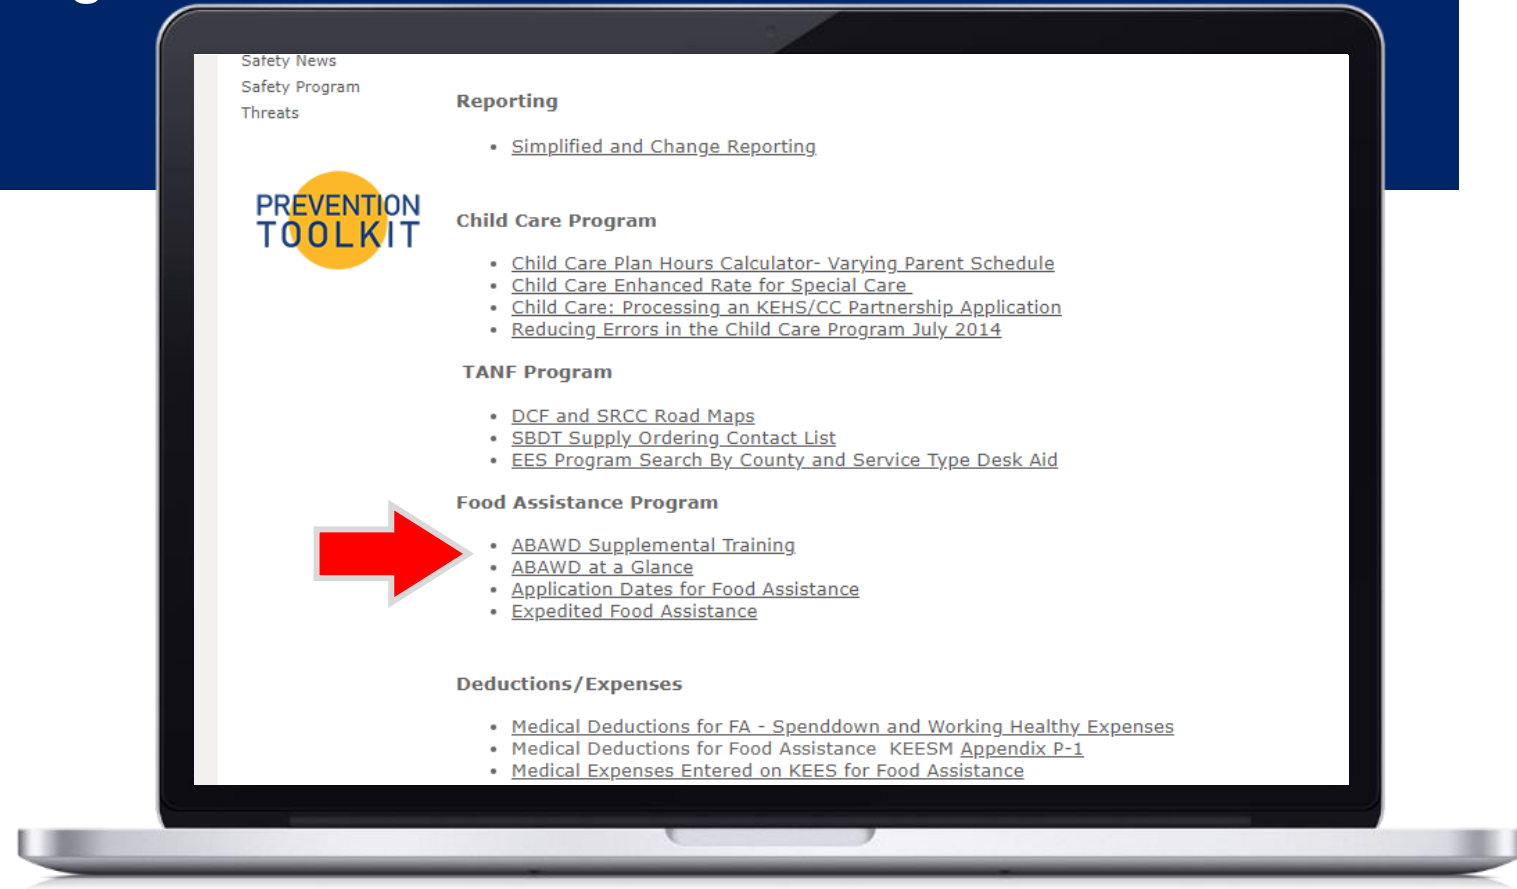 Safety News
Safety Program
Threats
PREVENTION
TOOLKIT
Reporting
• Simplified and Change Reporting
Child Care Program
• Child Care Plan Hours Calculator- Varying Parent Schedule
• Child Care Enhanced Rate for Special Care
• Child Care: Processing an KEHS/CC Partnership Application
• Reducing Errors in the Child Care Program July 2014
TANF Program
• DCF and SRCC Road Maps
• SBDT Supply Ordering Contact List
• EES Program Search By County and Service Type Desk Aid
Food Assistance Program
• ABAWD Supplemental Training
• ABAWD at a Glance
• Application Dates for Food Assistance
• Expedited Food Assistance
Deductions/Expenses
• Medical Deductions for FA - Spenddown and Working Healthy Expenses
• Medical Deductions for Food Assistance  KEESM Appendix P-1
• Medical Expenses Entered on KEES for Food Assistance